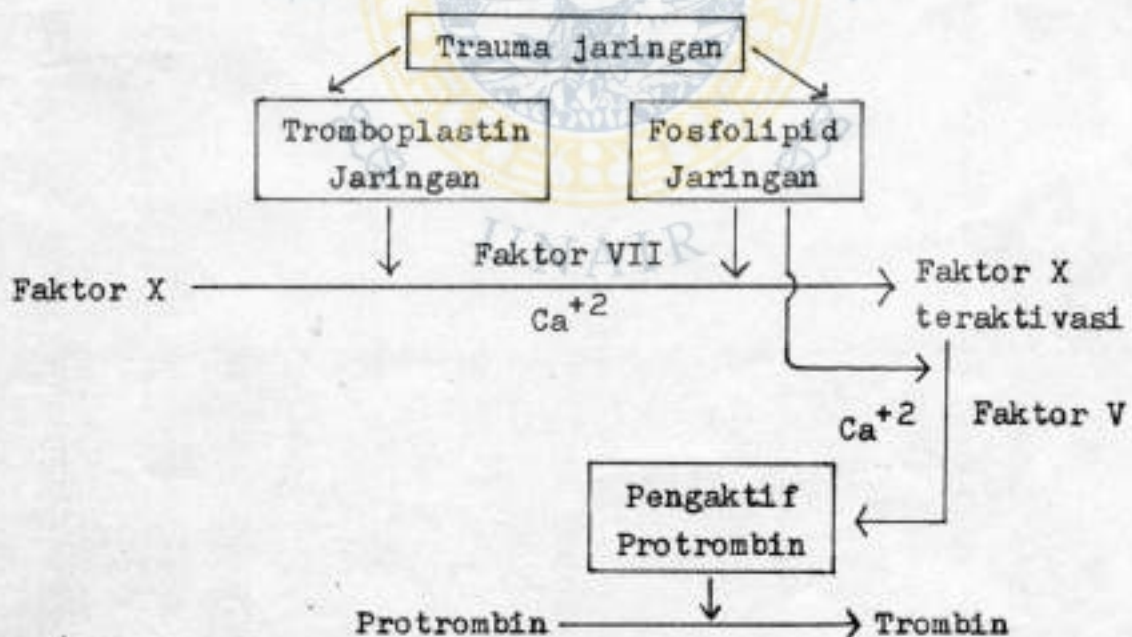 Trauma jaringan
Tromboplastin
Jaringan
Fosfolipid
Jaringan
UNAIR
Faktor VII
Faktor X
Ca+2
Faktor X
teraktivasi
Ca+2
Faktor V
Pengaktif
Protrombin
Protrombin
Trombin